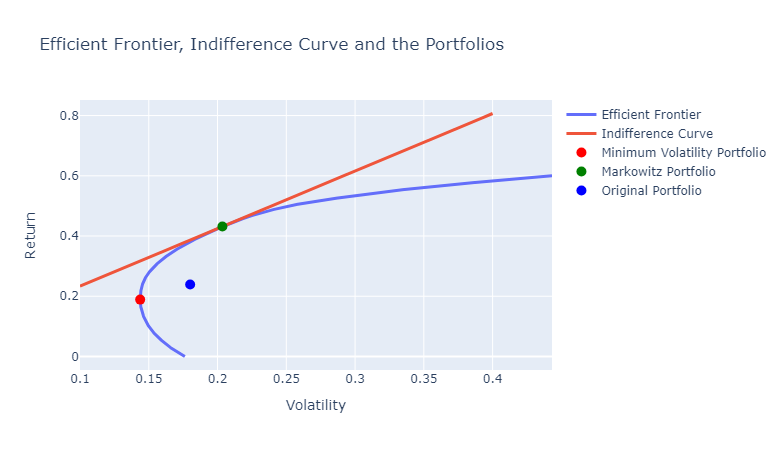 Efficient Frontier, Indifference Curve and the Portfolios
Efficient Frontier
Indifference Curve
Minimum Volatility Portfolio
Markowitz Portfolio
Original Portfolio
Return
0.8
0.6
0.4
0.2
0
0.1 0.15 0.2 0.25 0.3 0.35 0.4
Volatility